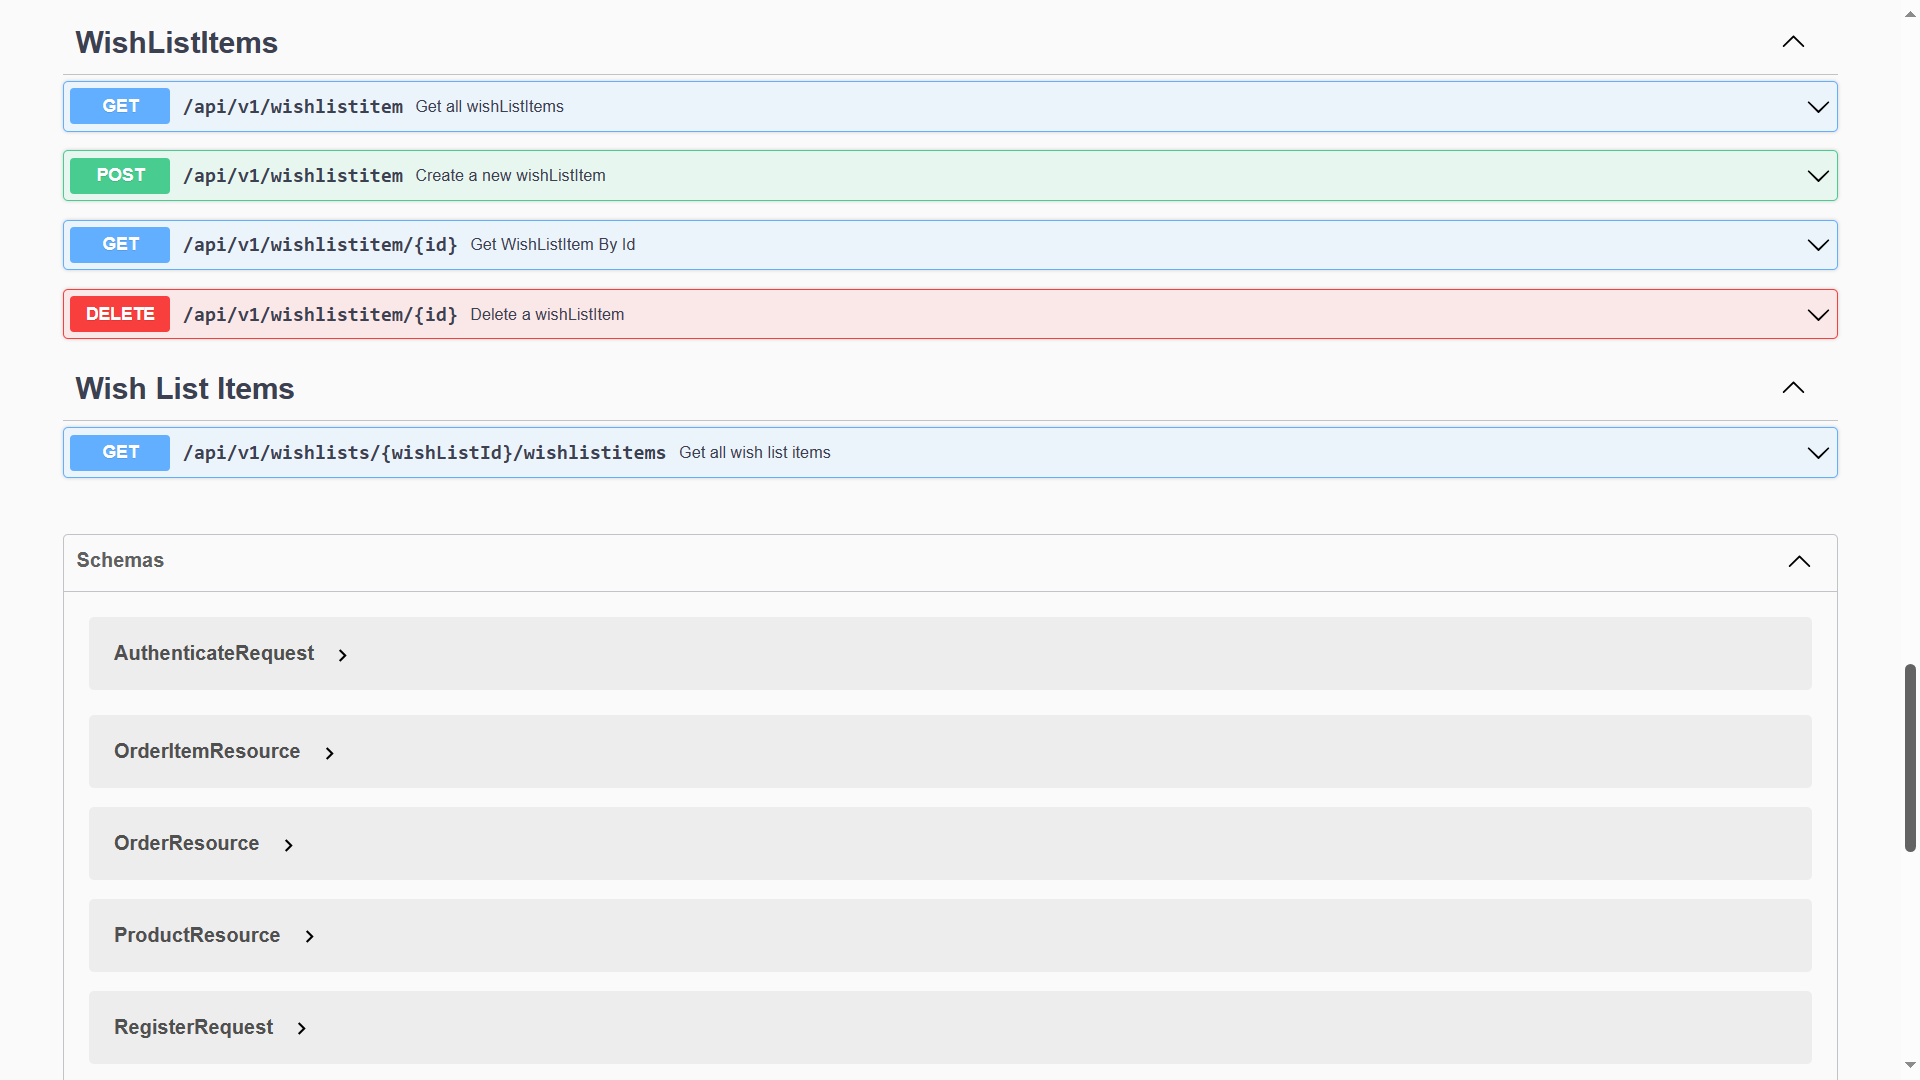 WishListItems
GET /api/v1/wishlistitem Get all wishListItems
POST /api/v1/wishlistitem Create a new wishListItem
GET /api/v1/wishlistitem/{id} Get WishListItem By Id
DELETE /api/v1/wishlistitem/{id} Delete a wishListItem
Wish List Items
GET /api/v1/wishlists/{wishListId}/wishlistitems Get all wish list items
Schemas
AuthenticateRequest
OrderItemResource
OrderResource
ProductResource
RegisterRequest